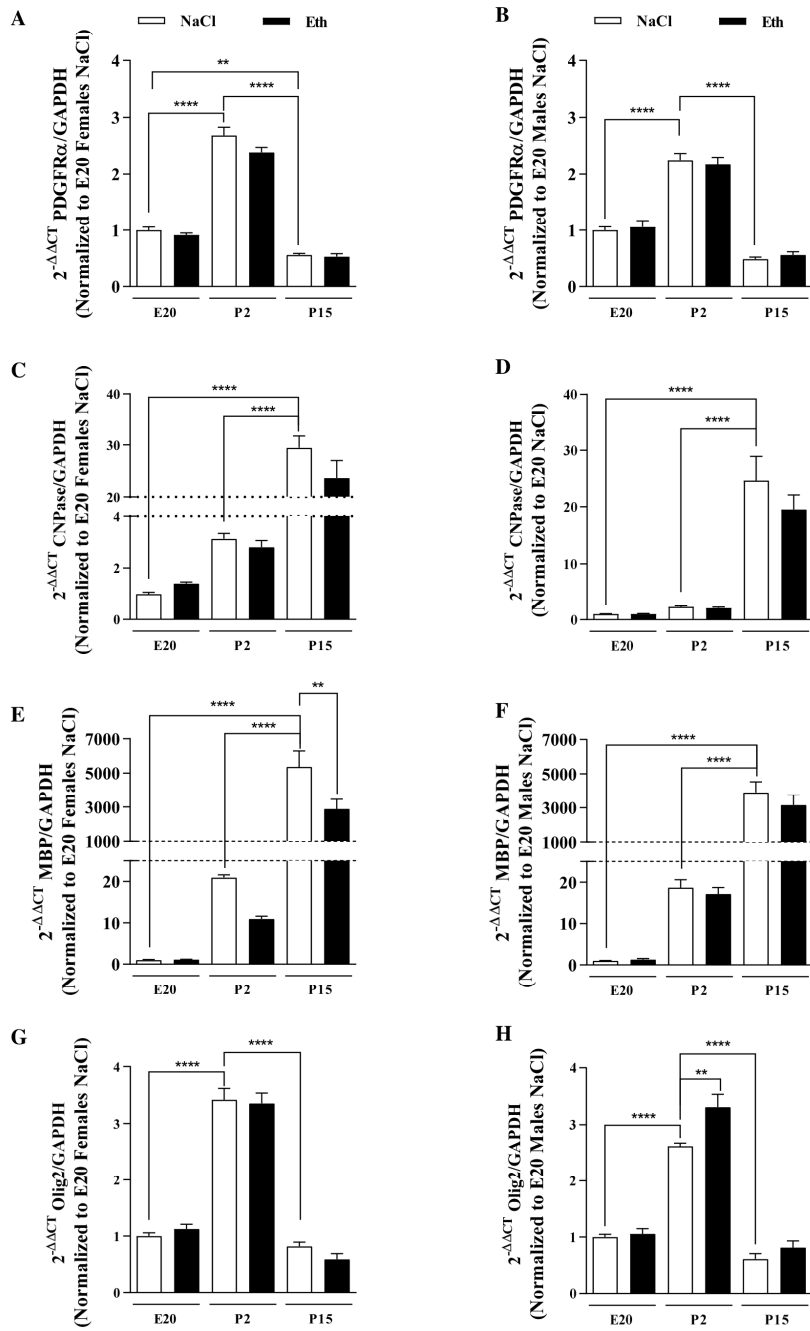 A
NaCl
Eth
2-ΔΔCT PDGFRα/GAPDH
(Normalized to E20 Females NaCl)
4
3
2
1
0
**
****
****
E20
P2
P15
B
NaCl
Eth
2-ΔΔCT PDGFRα/GAPDH
(Normalized to E20 Males NaCl)
4
3
2
1
0
****
****
E20
P2
P15
C
2-ΔΔCT CNPase/GAPDH
(Normalized to E20 Females NaCl)
40
30
20
4
2
0
****
****
E20
P2
P15
D
2-ΔΔCT CNPase/GAPDH
(Normalized to E20 NaCl)
40
30
20
10
0
****
****
E20
P2
P15
E
2-ΔΔCT MBP/GAPDH
(Normalized to E20 Females NaCl)
7000
5000
3000
1000
20
10
0
**
****
****
E20
P2
P15
F
2-ΔΔCT MBP/GAPDH
(Normalized to E20 Males NaCl)
7000
5000
3000
1000
20
10
0
****
****
E20
P2
P15
G
2-ΔΔCT Olig2/GAPDH
(Normalized to E20 Females NaCl)
4
3
2
1
0
****
****
E20
P2
P15
H
2-ΔΔCT Olig2/GAPDH
(Normalized to E20 Males NaCl)
4
3
2
1
0
****
**
****
E20
P2
P15